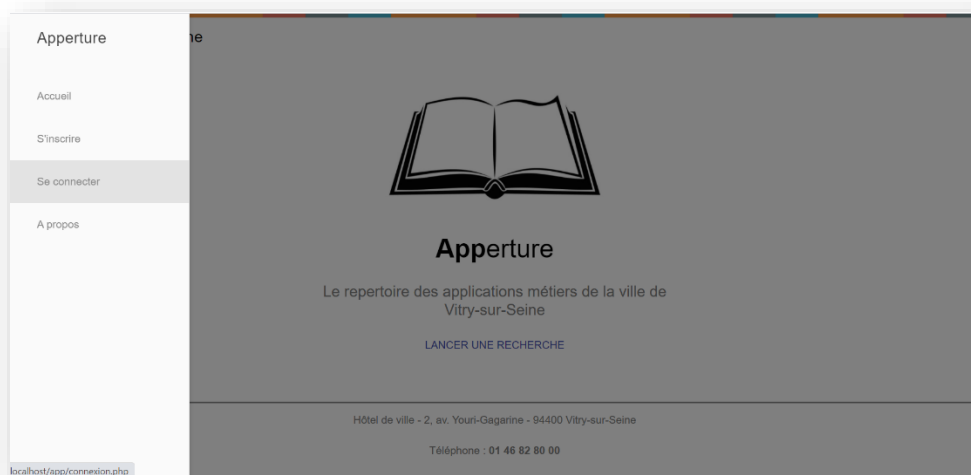 Apperture
ne
Accueil
S'inscrire
Se connecter
A propos
Apperture
Le repertoire des applications métiers de la ville de
Vitry-sur-Seine
LANCER UNE RECHERCHE
Hôtel de ville - 2, av. Youri-Gagarine - 94400 Vitry-sur-Seine
Téléphone : 01 46 82 80 00
localhost/app/connexion.php